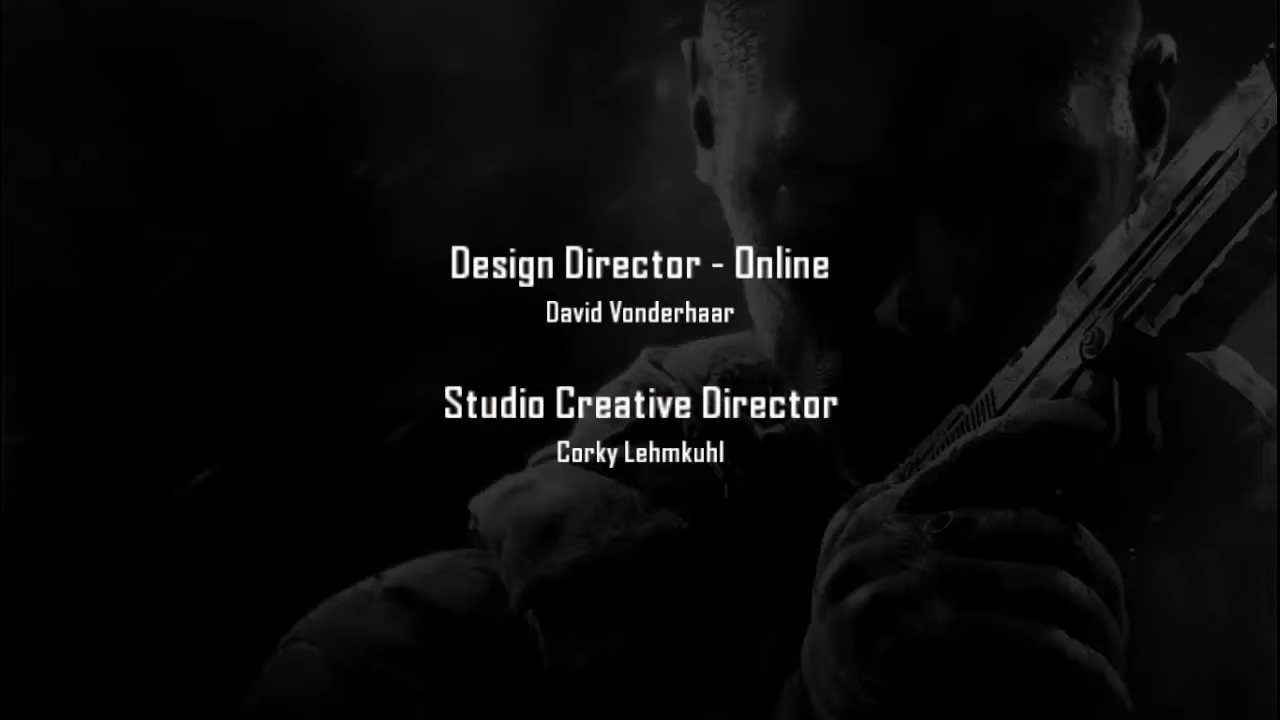 Design Director - Online
David Vonderhaar
Studio Creative Director
Corky Lehmkuhl